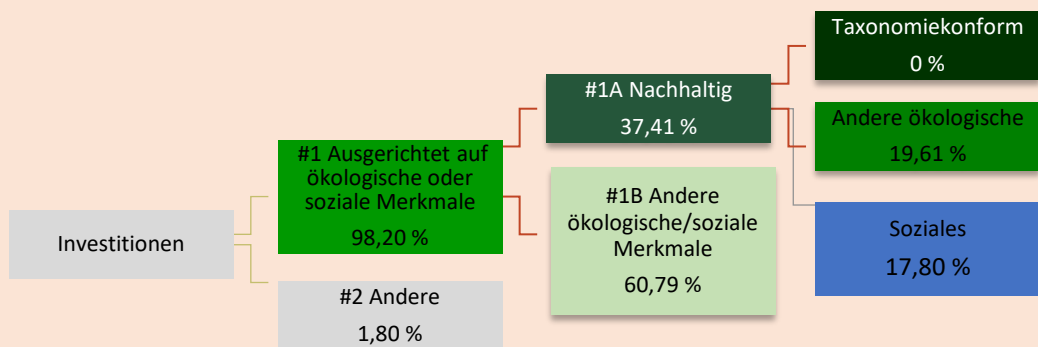 Investitionen
#1 Ausgerichtet auf
ökologische oder
soziale Merkmale
98,20 %
#2 Andere
1,80 %
#1A Nachhaltig
37,41 %
#1B Andere
ökologische/soziale
Merkmale
60,79 %
Taxonomiekonform
0 %
Andere ökologische
19,61 %
Soziales
17,80 %